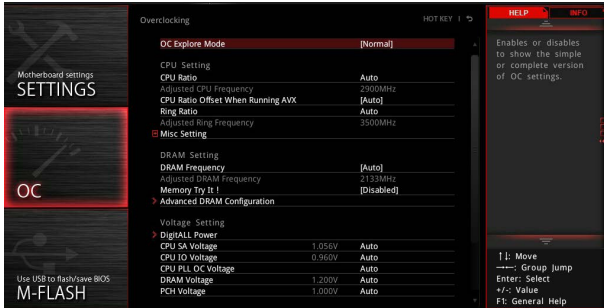 Overclocking
HOT KEY |
HELP
INFO
OC Explore Mode [Normal]
CPU Setting
CPU Ratio Auto
Adjusted CPU Frequency 2900MHz
CPU Ratio Offset When Running AVX [Auto]
Ring Ratio Auto
Adjusted Ring Frequency 3500MHz
Misc Setting
DRAM Setting
DRAM Frequency [Auto]
Adjusted DRAM Frequency 2133MHz
Memory Try It ! [Disabled]
Advanced DRAM Configuration
Voltage Setting
DigitALL Power
CPU SA Voltage 1.056V Auto
CPU IO Voltage 0.960V Auto
CPU PLL OC Voltage Auto
DRAM Voltage 1.200V Auto
PCH Voltage 1.000V Auto
Motherboard settings
SETTINGS
OC
Use USB to flash/save BIOS
M-FLASH
Enables or disables
to show the simple
or complete version
of OC settings.
↑↓: Move
→←: Group Jump
Enter: Select
+/-: Value
F1: General Help